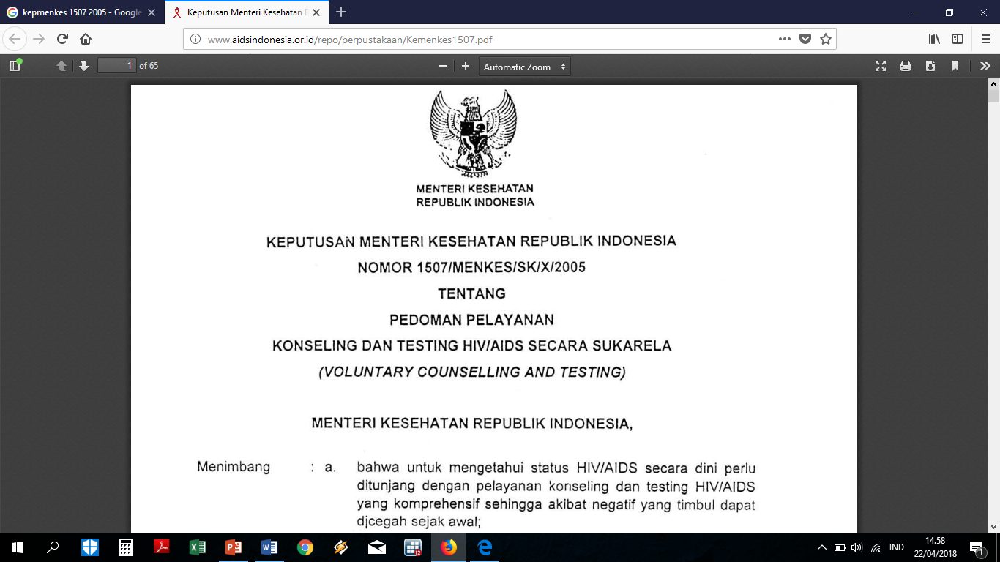 kepmenkes 1507 2005 - Google
Keputusan Menteri Kesehatan R
www.aidsindonesia.or.id/repo/perpustakaan/Kemenkes1507.pdf
1 of 65
Automatic Zoom
MENTERI KESEHATAN
REPUBLIK INDONESIA
KEPUTUSAN MENTERI KESEHATAN REPUBLIK INDONESIA
NOMOR 1507/MENKES/SK/X/2005
TENTANG
PEDOMAN PELAYANAN
KONSELING DAN TESTING HIV/AIDS SECARA SUKARELA
(VOLUNTARY COUNSELLING AND TESTING)
MENTERI KESEHATAN REPUBLIK INDONESIA,
Menimbang : a. bahwa untuk mengetahui status HIV/AIDS secara dini perlu
ditunjang dengan pelayanan konseling dan testing HIV/AIDS
yang komprehensif sehingga akibat negatif yang timbul dapat
dicegah sejak awal;
IND
14.58
22/04/2018
1